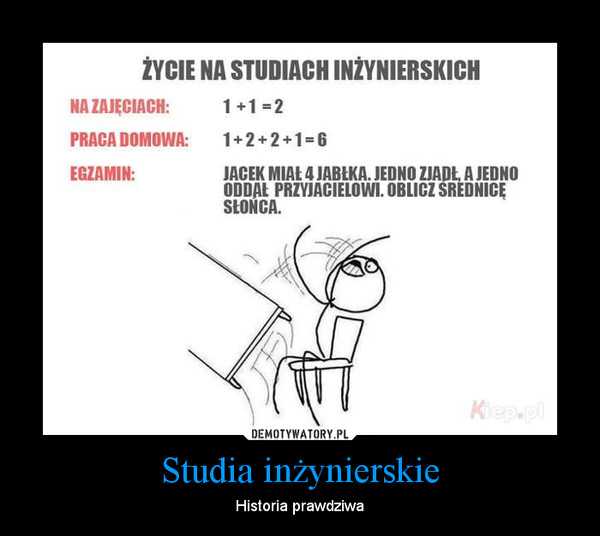 ŻYCIE NA STUDIACH INŻYNIERSKICH
NA ZAJĘCIACH: 1 +1 =2
PRACA DOMOWA: 1+ 2 + 2 +1= 6
EGZAMIN: JACEK MIAŁ 4 JABŁKA. JEDNO ZJADŁ, A JEDNO
ODDAŁ PRZYJACIELOWI. OBLICZ ŚREDNICĘ
SŁOŃCA.
Kiep.pl
DEMOTYWATORY.PL
Studia inżynierskie
Historia prawdziwa